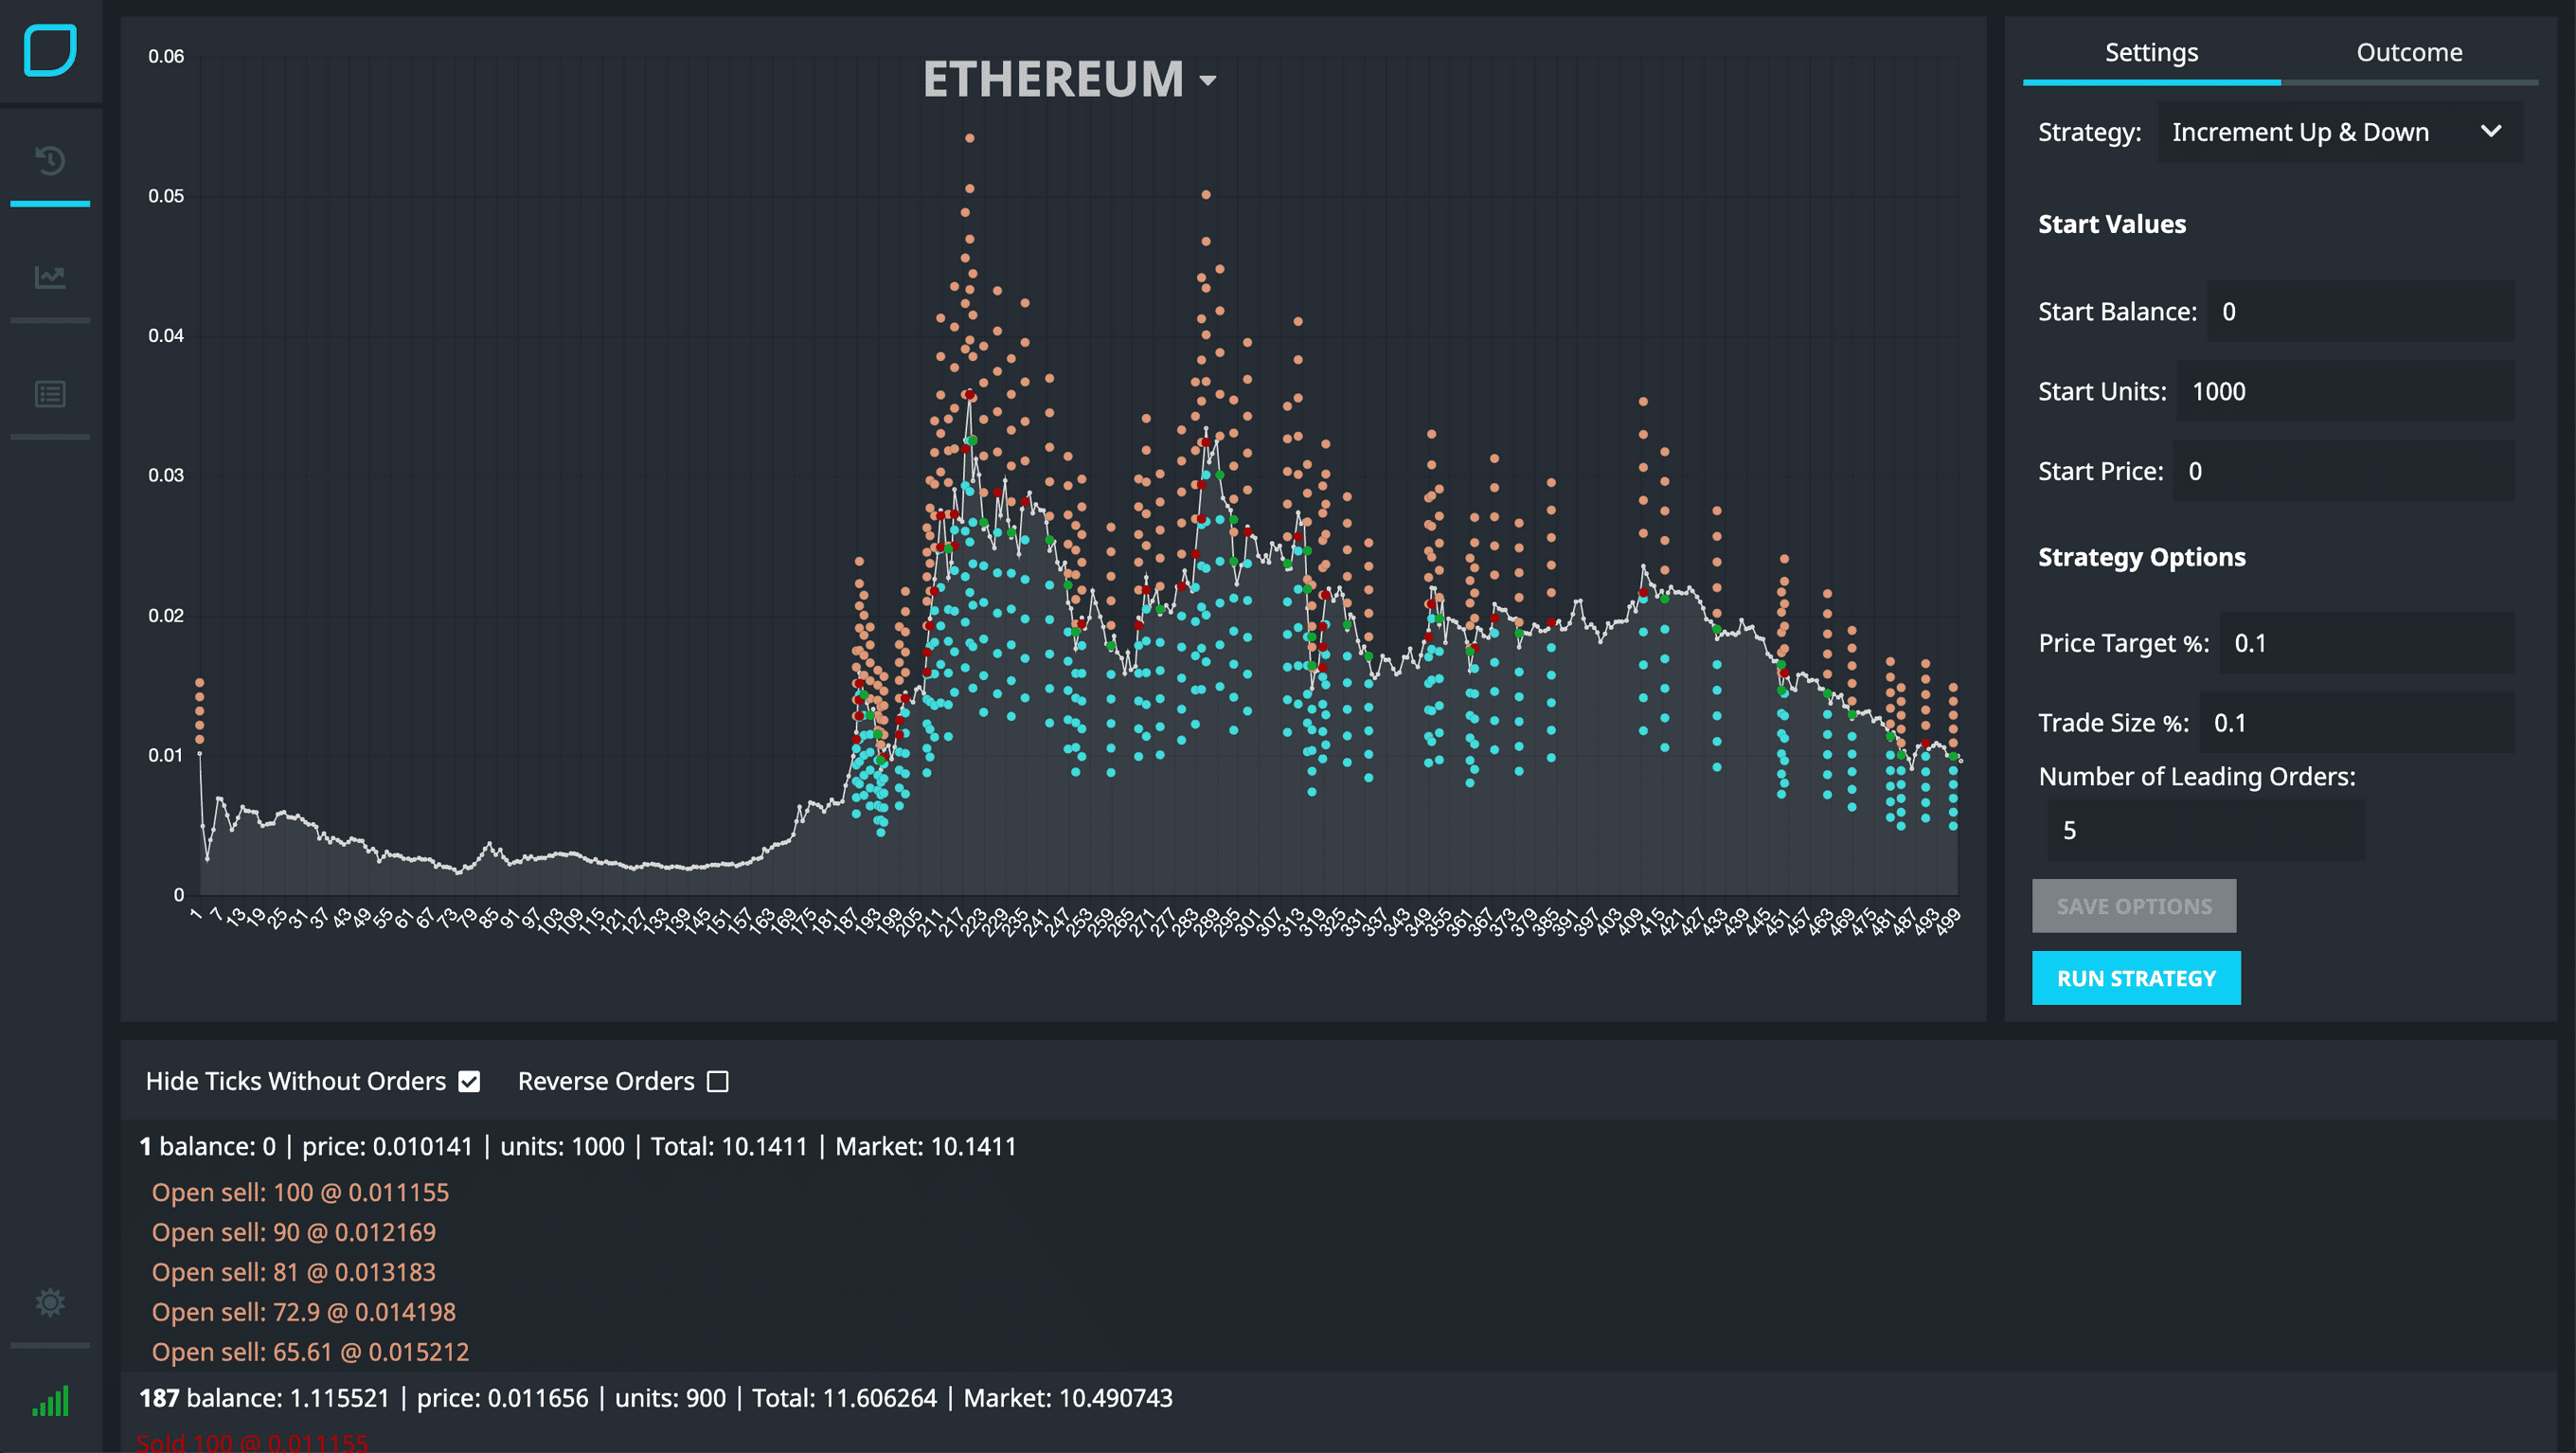 ETHEREUM
0.06
0.05
0.04
0.03
0.02
0.01
0
1 7 13 19 25 31 37 43 49 55 61 67 73 79 85 91 97 103 109 115 121 127 133 139 145 151 157 163 169 175 181 187 193 199 205 211 217 223 229 235 241 247 253 259 265 271 277 283 289 295 301 307 313 319 325 331 337 343 349 355 361 367 373 379 385 391 397 403 409 415 421 427 433 439 445 451 457 463 469 475 481 487 493 499
Settings Outcome
Strategy: Increment Up & Down
Start Values
Start Balance: 0
Start Units: 1000
Start Price: 0
Strategy Options
Price Target %: 0.1
Trade Size %: 0.1
Number of Leading Orders:
5
SAVE OPTIONS
RUN STRATEGY
Hide Ticks Without Orders Reverse Orders
1 balance: 0 | price: 0.010141 | units: 1000 | Total: 10.1411 | Market: 10.1411
Open sell: 100 @ 0.011155
Open sell: 90 @ 0.012169
Open sell: 81 @ 0.013183
Open sell: 72.9 @ 0.014198
Open sell: 65.61 @ 0.015212
187 balance: 1.115521 | price: 0.011656 | units: 900 | Total: 11.606264 | Market: 10.490743
Sold 100 @ 0.011155